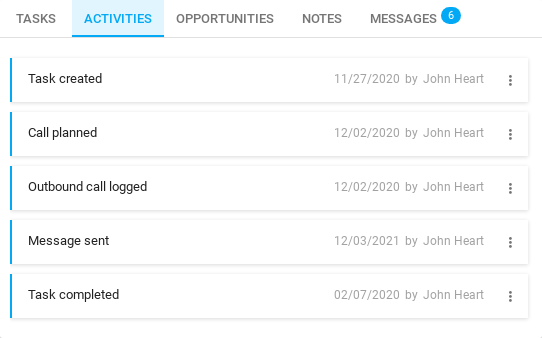 TASKS ACTIVITIES OPPORTUNITIES NOTES MESSAGES 6
Task created 11/27/2020 by John Heart
Call planned 12/02/2020 by John Heart
Outbound call logged 12/02/2020 by John Heart
Message sent 12/03/2021 by John Heart
Task completed 02/07/2020 by John Heart